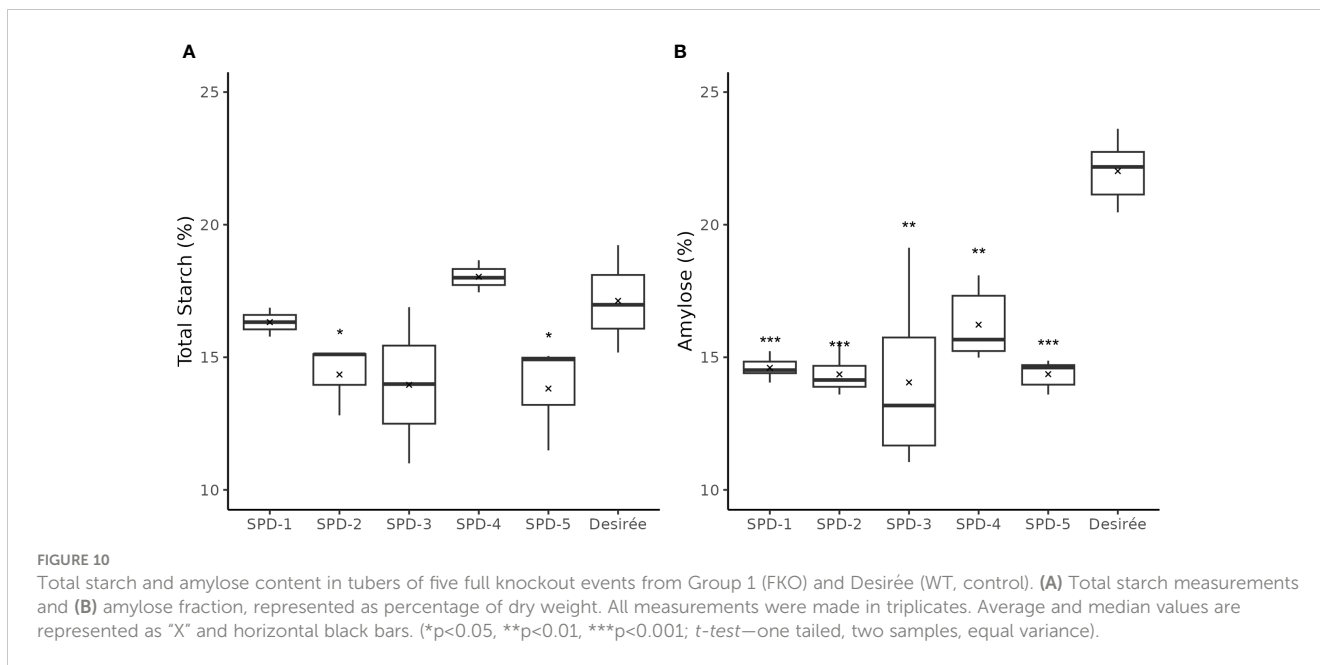 A
B
25
20
15
10
Total Starch (%)
*
*
SPD-1 SPD-2 SPD-3 SPD-4 SPD-5 Desirée
25
20
15
10
Amylose (%)
***
***
**
**
***
SPD-1 SPD-2 SPD-3 SPD-4 SPD-5 Desirée
FIGURE 10
Total starch and amylose content in tubers of five full knockout events from Group 1 (FKO) and Desirée (WT, control). (A) Total starch measurements
and (B) amylose fraction, represented as percentage of dry weight. All measurements were made in triplicates. Average and median values are
represented as “X” and horizontal black bars. (*p<0.05, **p<0.01, ***p<0.001; t-test—one tailed, two samples, equal variance).